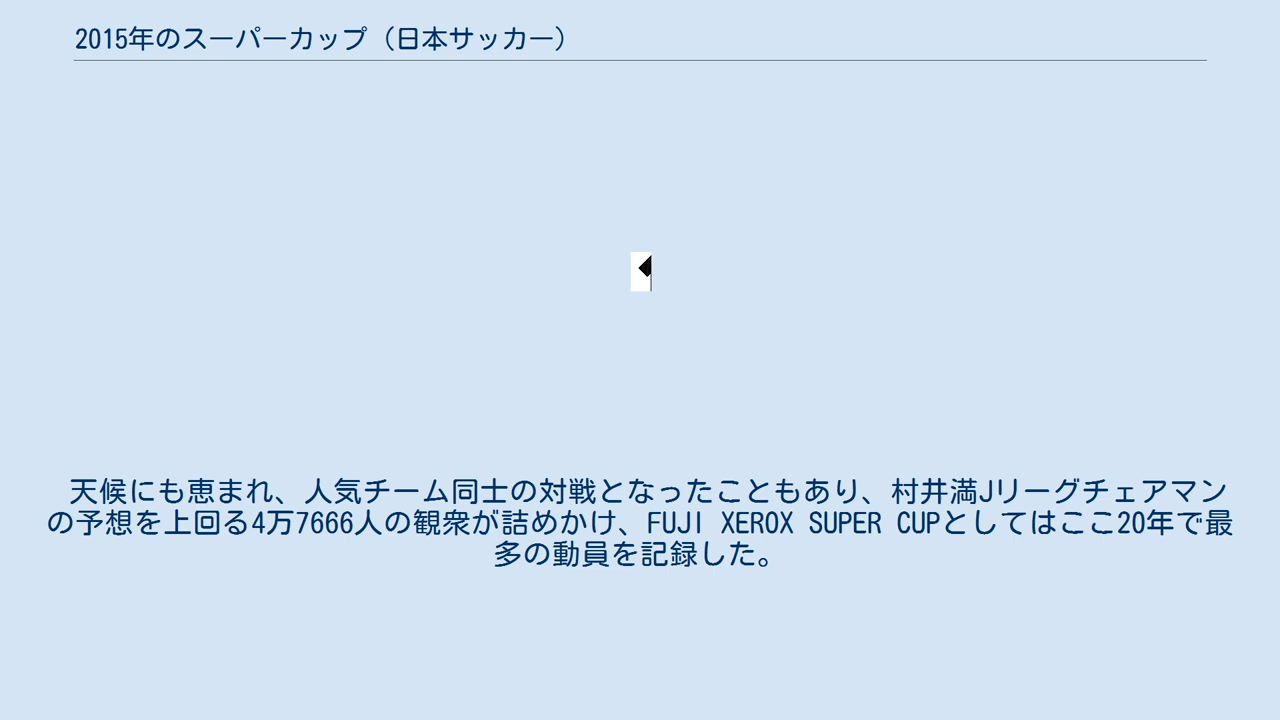 2015年のスーパーカップ（日本サッカー）
天候にも恵まれ、人気チーム同士の対戦となったこともあり、村井満Jリーグチェアマン
の予想を上回る4万7666人の観衆が詰めかけ、FUJI XEROX SUPER CUPとしてはここ20年で最
多の動員を記録した。